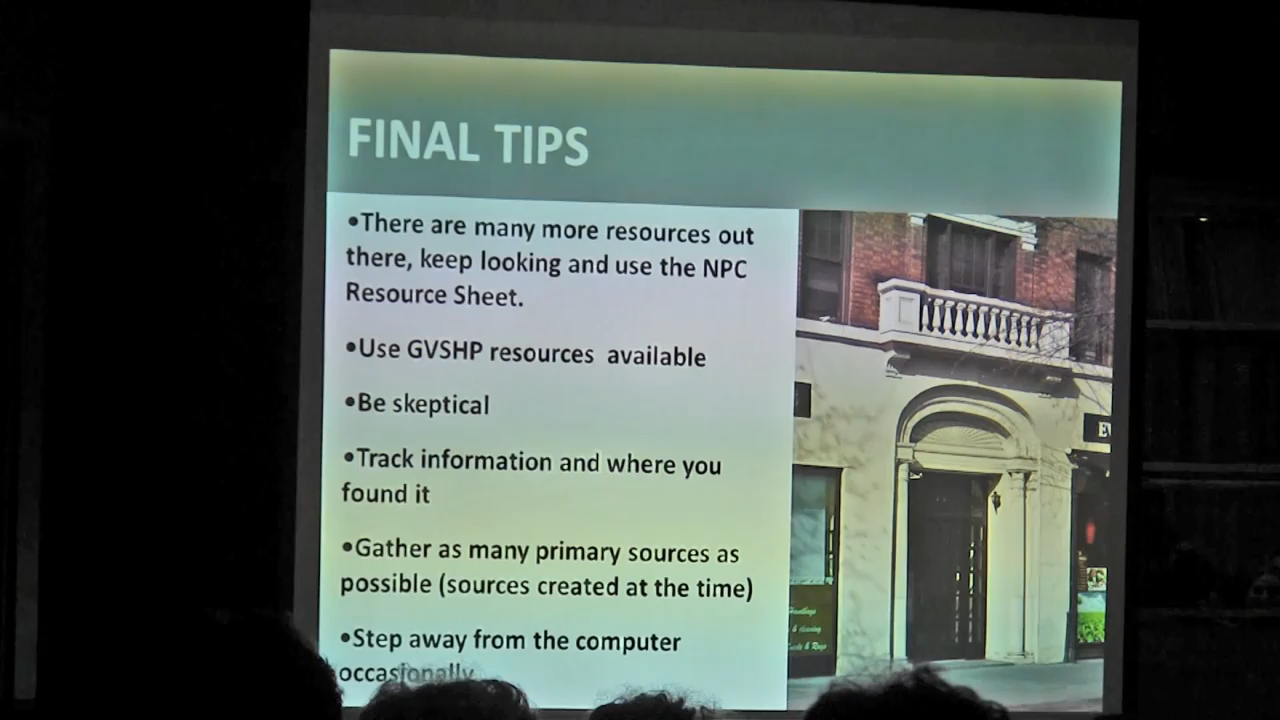 FINAL TIPS
•There are many more resources out
there, keep looking and use the NPC
Resource Sheet.
•Use GVSHP resources  available
•Be skeptical
•Track information and where you
found it
•Gather as many primary sources as
possible (sources created at the time)
•Step away from the computer
occasionally